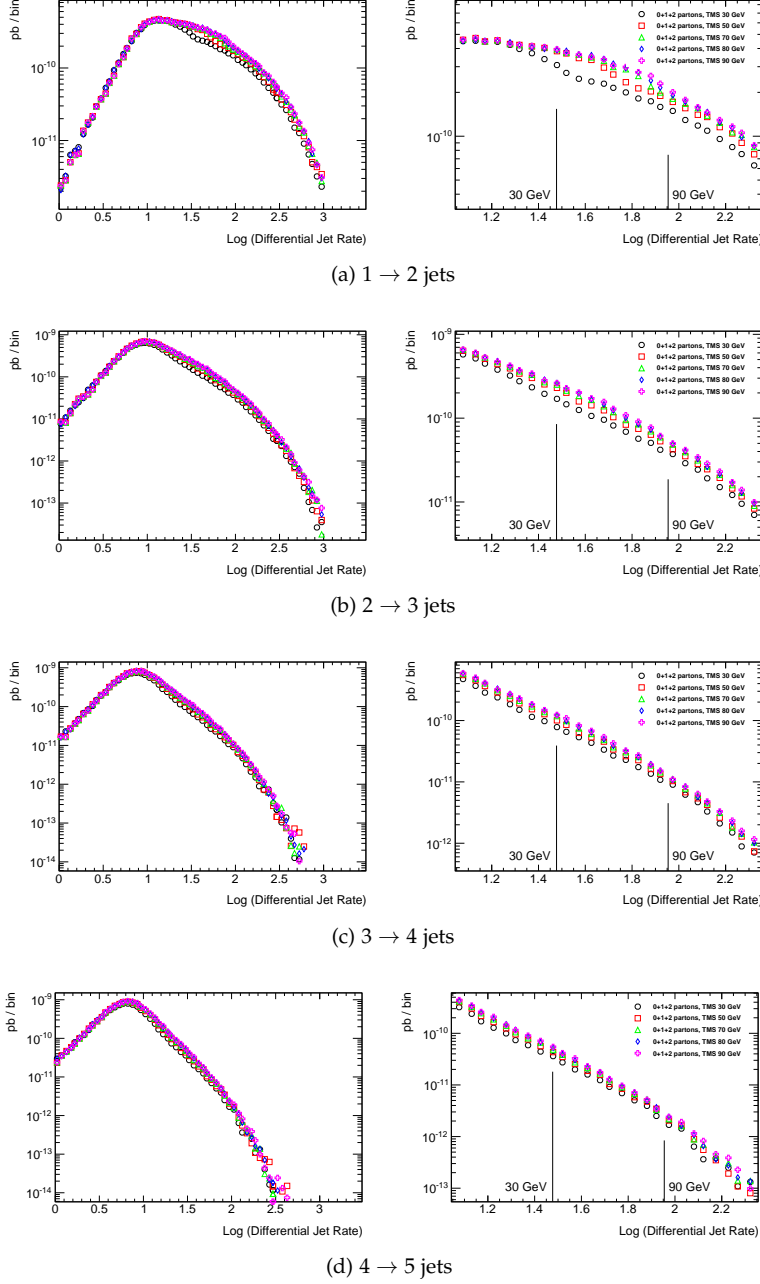 pb / bin
10⁻¹⁰
10⁻¹¹
0 0.5 1 1.5 2 2.5 3
Log (Differential Jet Rate)
pb / bin
0+1+2 partons, TMS 30 GeV
0+1+2 partons, TMS 50 GeV
0+1+2 partons, TMS 70 GeV
0+1+2 partons, TMS 80 GeV
0+1+2 partons, TMS 90 GeV
10⁻¹⁰
30 GeV
90 GeV
1.2 1.4 1.6 1.8 2 2.2
Log (Differential Jet Rate)
(a) 1 → 2 jets
pb / bin
10⁻⁹
10⁻¹⁰
10⁻¹¹
10⁻¹²
10⁻¹³
0 0.5 1 1.5 2 2.5 3
Log (Differential Jet Rate)
pb / bin
10⁻⁹
0+1+2 partons, TMS 30 GeV
0+1+2 partons, TMS 50 GeV
0+1+2 partons, TMS 70 GeV
0+1+2 partons, TMS 80 GeV
0+1+2 partons, TMS 90 GeV
10⁻¹⁰
10⁻¹¹
30 GeV
90 GeV
1.2 1.4 1.6 1.8 2 2.2
Log (Differential Jet Rate)
(b) 2 → 3 jets
pb / bin
10⁻⁹
10⁻¹⁰
10⁻¹¹
10⁻¹²
10⁻¹³
10⁻¹⁴
0 0.5 1 1.5 2 2.5 3
Log (Differential Jet Rate)
pb / bin
0+1+2 partons, TMS 30 GeV
0+1+2 partons, TMS 50 GeV
0+1+2 partons, TMS 70 GeV
0+1+2 partons, TMS 80 GeV
0+1+2 partons, TMS 90 GeV
10⁻¹⁰
10⁻¹¹
10⁻¹²
30 GeV
90 GeV
1.2 1.4 1.6 1.8 2 2.2
Log (Differential Jet Rate)
(c) 3 → 4 jets
pb / bin
10⁻⁹
10⁻¹⁰
10⁻¹¹
10⁻¹²
10⁻¹³
10⁻¹⁴
0 0.5 1 1.5 2 2.5 3
Log (Differential Jet Rate)
pb / bin
0+1+2 partons, TMS 30 GeV
0+1+2 partons, TMS 50 GeV
0+1+2 partons, TMS 70 GeV
0+1+2 partons, TMS 80 GeV
0+1+2 partons, TMS 90 GeV
10⁻¹⁰
10⁻¹¹
10⁻¹²
10⁻¹³
30 GeV
90 GeV
1.2 1.4 1.6 1.8 2 2.2
Log (Differential Jet Rate)
(d) 4 → 5 jets